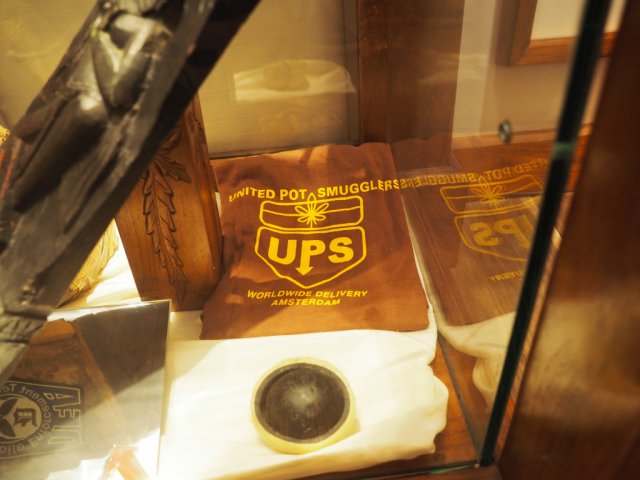 UNITED POT SMUGGLERS
UPS
WORLDWIDE DELIVERY
AMSTERDAM